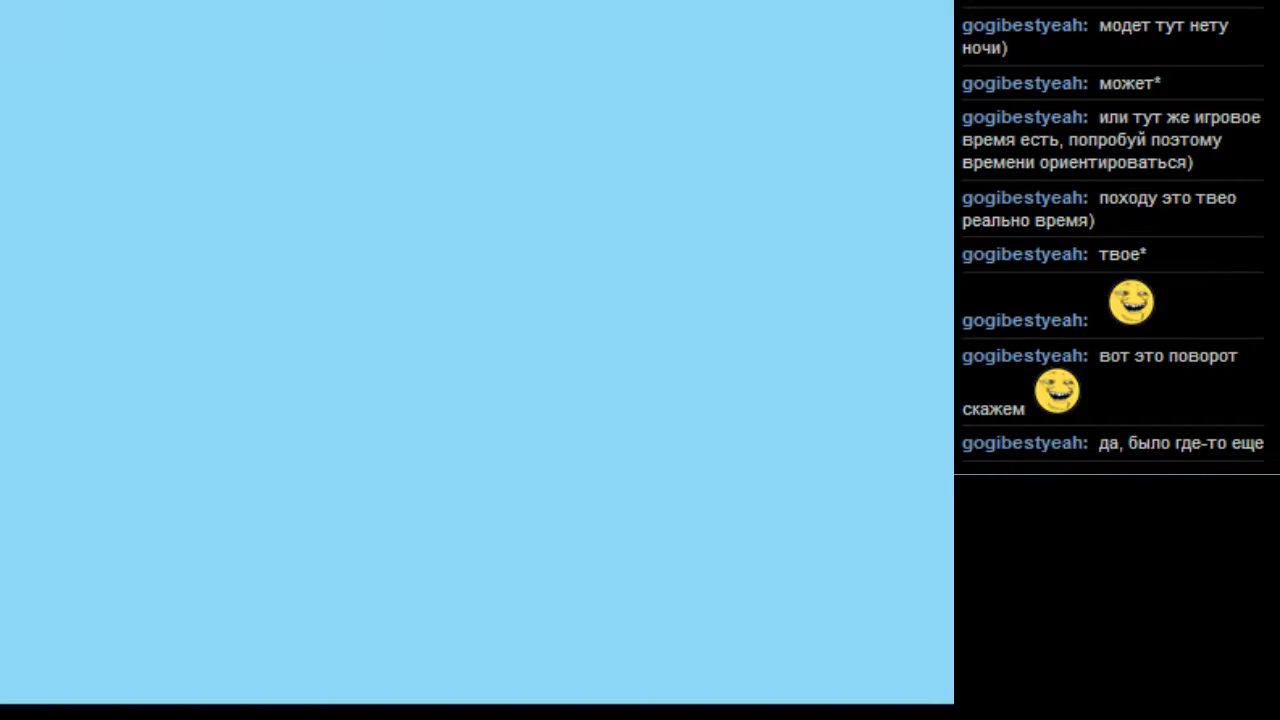 gogibestyeah: модет тут нету
ночи)
gogibestyeah: может*
gogibestyeah: или тут же игровое
время есть, попробуй поэтому
времени ориентироваться)
gogibestyeah: походу это твео
реально время)
gogibestyeah: твое*
gogibestyeah:
gogibestyeah: вот это поворот
скажем
gogibestyeah: да, было где-то еще